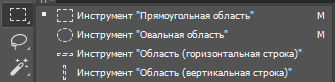 Инструмент "Прямоугольная область" M
Инструмент "Овальная область" M
Инструмент "Область (горизонтальная строка)"
Инструмент "Область (вертикальная строка)"